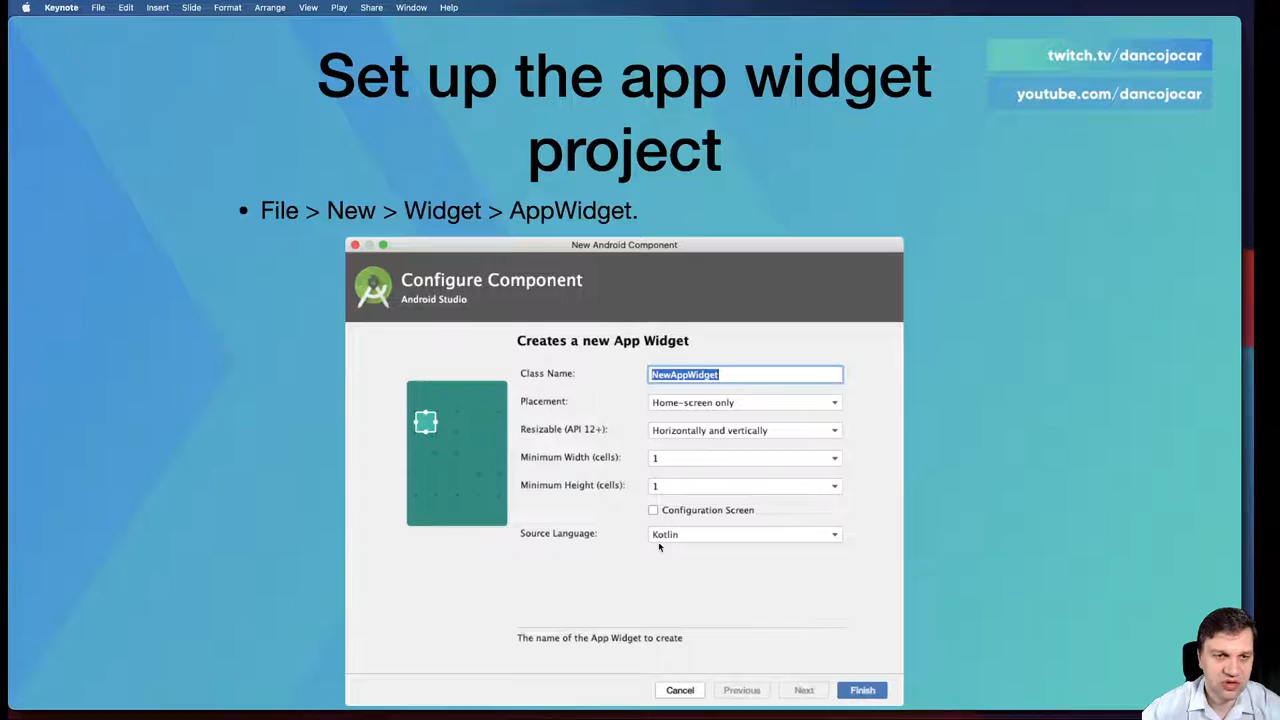 Keynote File Edit Insert Slide Format Arrange View Play Share Window Help
twitch.tv/dancojocar
youtube.com/dancojocar
Set up the app widget
project
• File > New > Widget > AppWidget.
New Android Component
Configure Component
Android Studio
Creates a new App Widget
Class Name: NewAppWidget
Placement: Home-screen only
Resizable (API 12+): Horizontally and vertically
Minimum Width (cells): 1
Minimum Height (cells): 1
Configuration Screen
Source Language: Kotlin
The name of the App Widget to create
Cancel Previous Next Finish